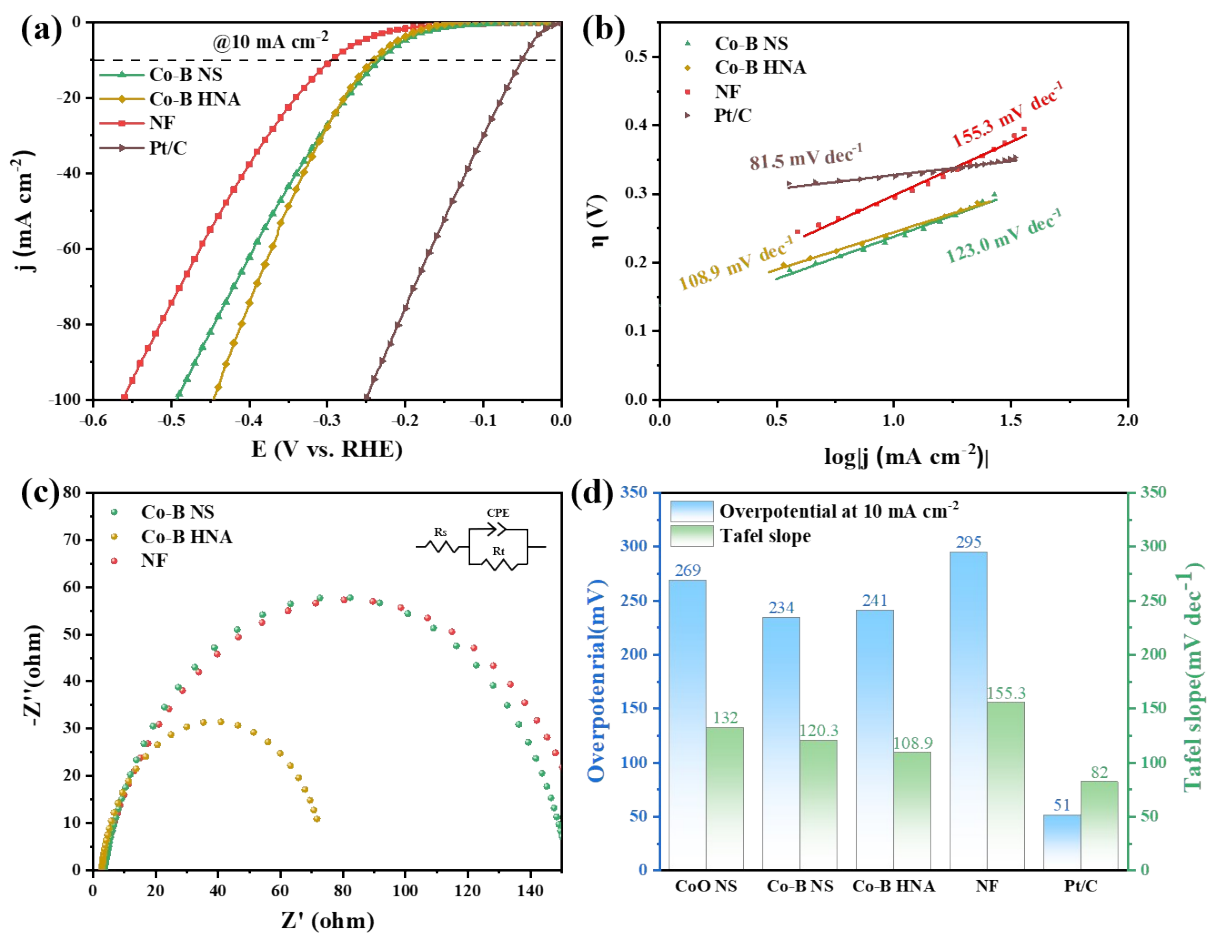 (a)
@10 mA cm⁻²
Co-B NS
Co-B HNA
NF
Pt/C
0
-20
-40
-60
-80
-100
j (mA cm⁻²)
-0.6
-0.5
-0.4
-0.3
-0.2
-0.1
0.0
E (V vs. RHE)
(b)
Co-B NS
Co-B HNA
NF
Pt/C
155.3 mV dec⁻¹
81.5 mV dec⁻¹
108.9 mV dec⁻¹
123.0 mV dec⁻¹
0.5
0.4
0.3
0.2
0.1
0.0
η (V)
0.0
0.5
1.0
1.5
2.0
log|j (mA cm⁻²)|
(c)
Co-B NS
Co-B HNA
NF
CPE
Rs
Rt
80
70
60
50
40
30
20
10
0
-Z''(ohm)
0
20
40
60
80
100
120
140
Z' (ohm)
(d)
Overpotential at 10 mA cm⁻²
Tafel slope
350
300
250
200
150
100
50
0
Overpotenrial(mV)
269
132
234
120.3
241
108.9
295
155.3
51
82
CoO NS
Co-B NS
Co-B HNA
NF
Pt/C
350
300
250
200
150
100
50
0
Tafel slope(mV dec⁻¹)